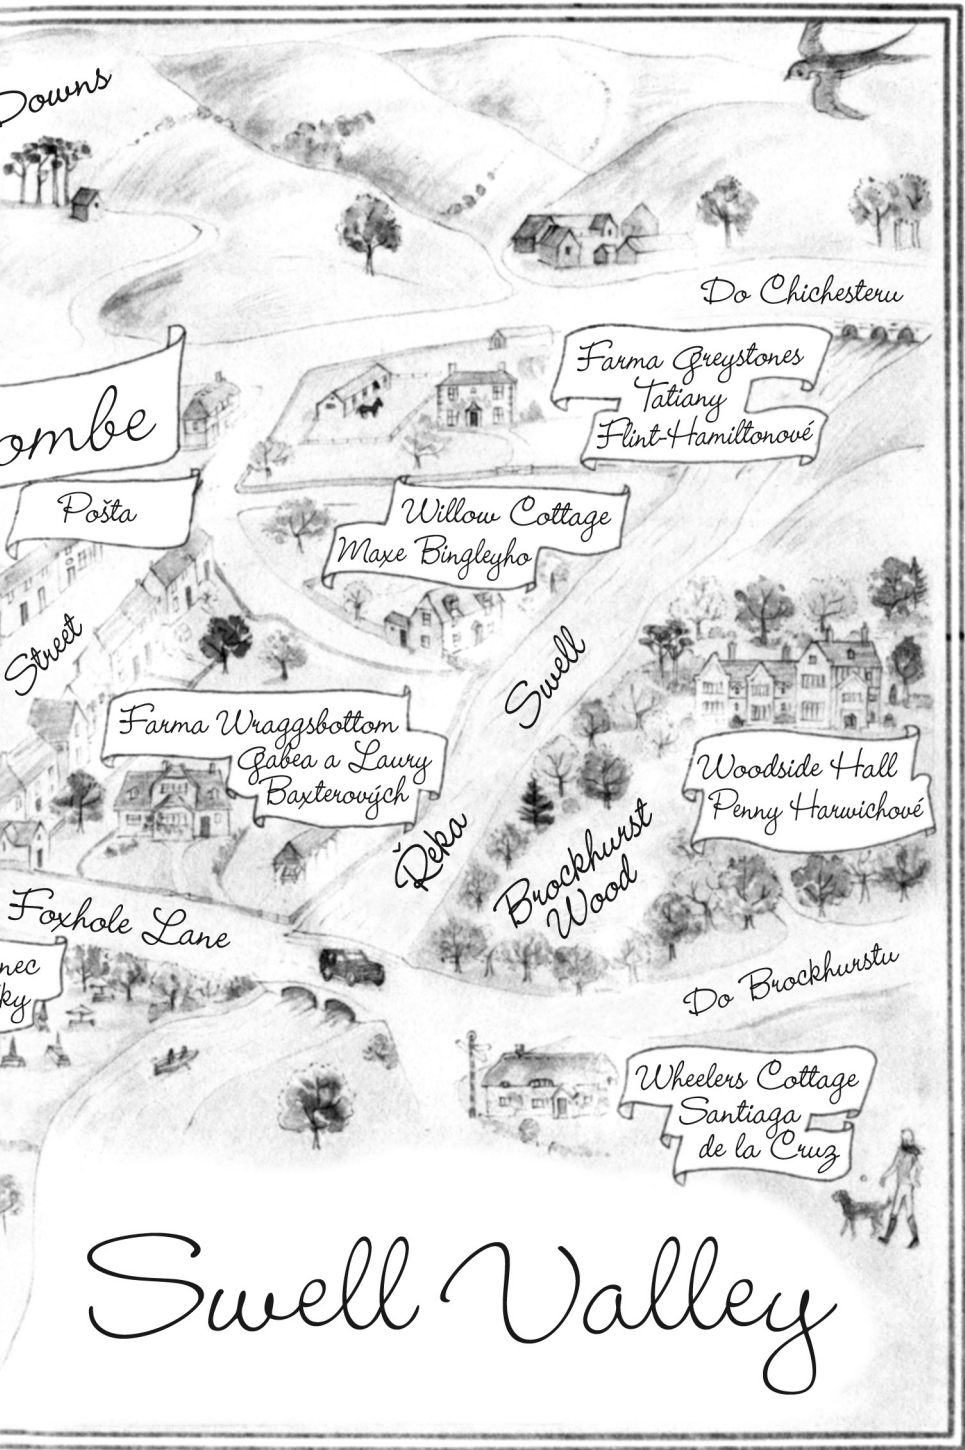 Downs
Do Chichesteru
Farma Greystones
Tatiany
Flint-Hamiltonové
ombe
Pošta
Willow Cottage
Maxe Bingleyho
Street
Swell
Farma Wraggsbottom
Gabea a Laury
Baxterových
Woodside Hall
Penny Harwichové
Řeka
Brockhurst
Wood
Foxhole Lane
nec
ky
Do Brockhurstu
Wheelers Cottage
Santiaga
de la Cruz
Swell Valley